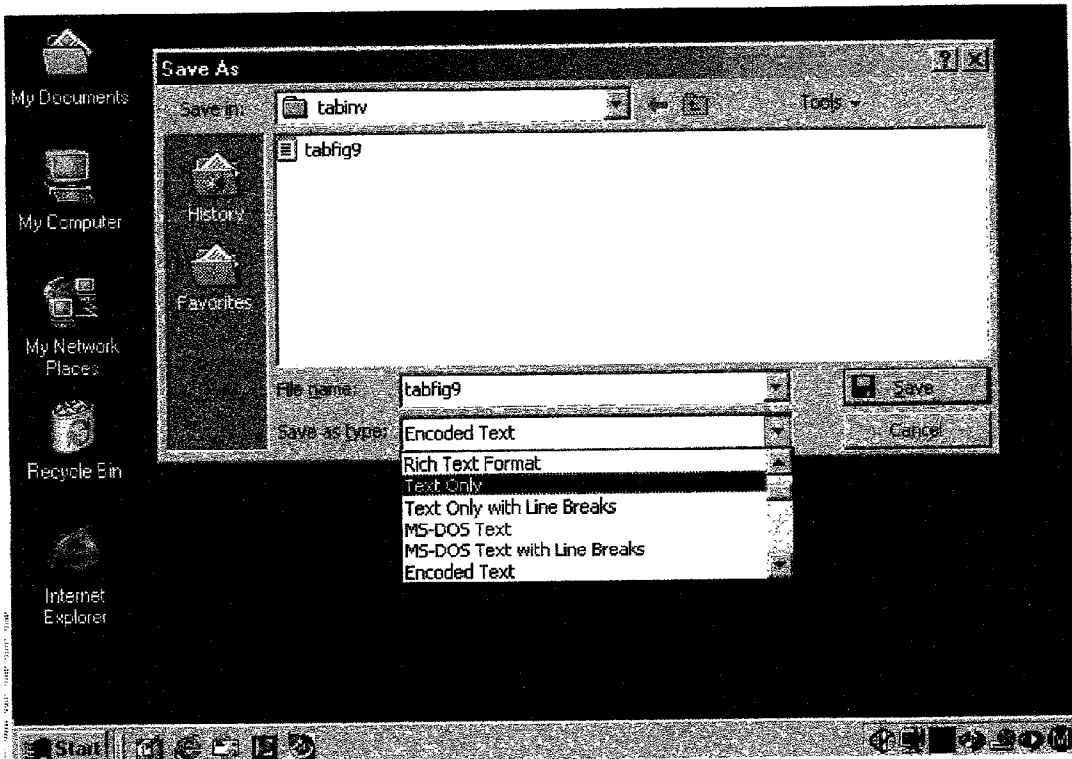 My Documents
My Computer
My Network
Places
Recycle Bin
Internet
Explorer
Save As
Save in:
tabinv
Tools
History
Favorites
tabfig9
File name:
tabfig9
Save
Save as type:
Encoded Text
Cancel
Rich Text Format
Text Only
Text Only with Line Breaks
MS-DOS Text
MS-DOS Text with Line Breaks
Encoded Text
Start